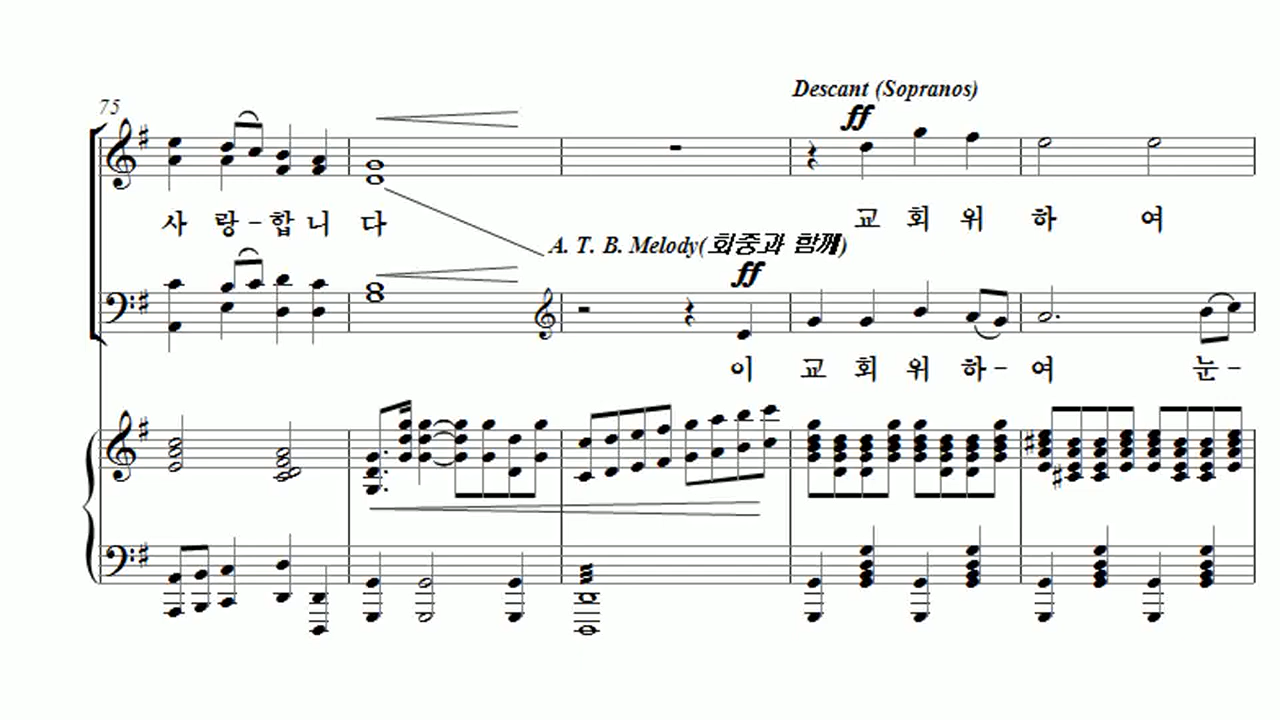 75
Descant (Sopranos)
ff
사 랑 - 합 니 다
교 회 위 하 여
A. T. B. Melody( 회중과 함께)
ff
이 교 회 위 하 - 여 눈 -